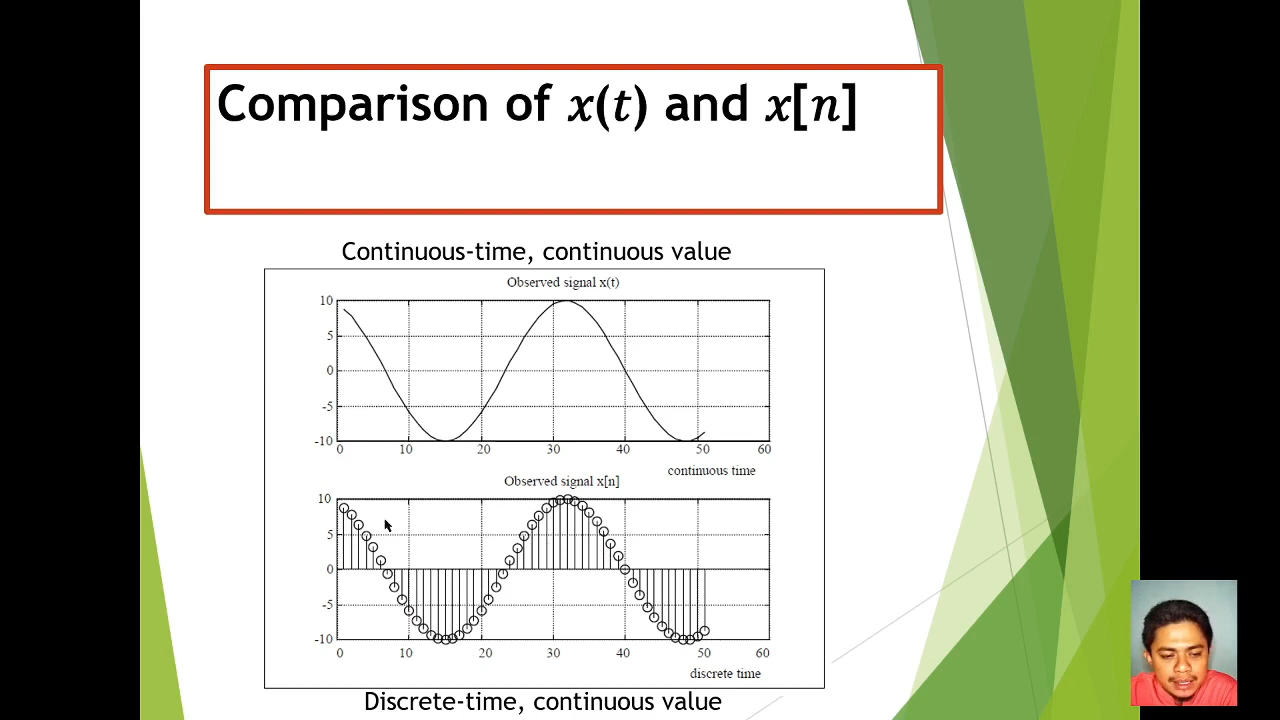 Comparison of x(t) and x[n]
Continuous-time, continuous value
Observed signal x(t)
10
5
0
-5
-10
0 10 20 30 40 50 60
continuous time
Observed signal x[n]
10
5
0
-5
-10
0 10 20 30 40 50 60
discrete time
Discrete-time, continuous value